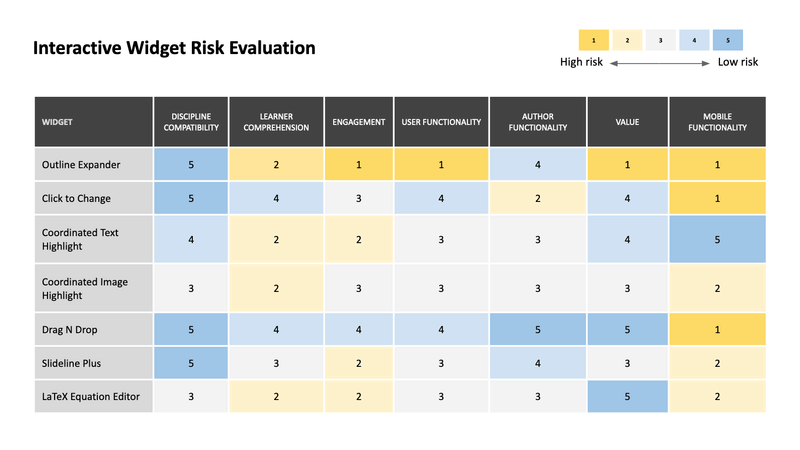 Interactive Widget Risk Evaluation
1 2 3 4 5
High risk Low risk
WIDGET DISCIPLINE COMPATIBILITY LEARNER COMPREHENSION ENGAGEMENT USER FUNCTIONALITY AUTHOR FUNCTIONALITY VALUE MOBILE FUNCTIONALITY
Outline Expander 5 2 1 1 4 1 1
Click to Change 5 4 3 4 2 4 1
Coordinated Text Highlight 4 2 2 3 3 4 5
Coordinated Image Highlight 3 2 3 3 3 3 2
Drag N Drop 5 4 4 4 5 5 1
Slideline Plus 5 3 2 3 4 3 2
LaTeX Equation Editor 3 2 2 3 3 5 2